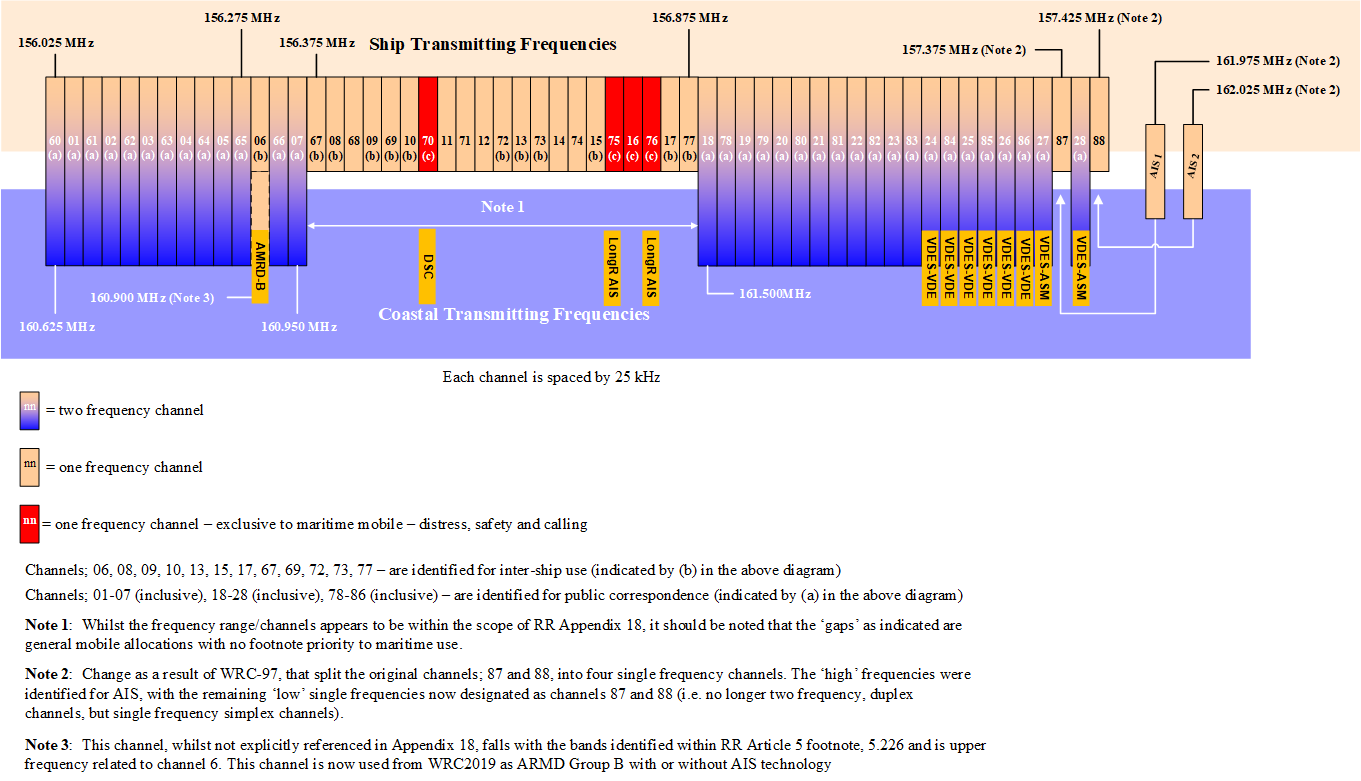 156.275 MHz
156.875 MHz
157.425 MHz (Note 2)
156.025 MHz
156.375 MHz
Ship Transmitting Frequencies
157.375 MHz (Note 2)
161.975 MHz (Note 2)
162.025 MHz (Note 2)
60 01 61 02 62 03 63 04 64 05 65 06 66 07 67 08 68 09 69 10 70 11 71 12 72 13 73 14 74 15 75 16 76 17 77 18 78 19 79 20 80 21 81 22 82 23 83 24 84 25 85 26 86 27 87 28 88
(a) (a) (a) (a) (a) (a) (a) (a) (a) (a) (a) (b) (a) (a) (b) (b) (b) (b) (b) (c) (b) (b) (b) (b) (c) (c) (c) (b) (b) (a) (a) (a) (a) (a) (a) (a) (a) (a) (a) (a) (a) (a) (a) (a) (a) (a) (a) (a) (a)
AIS 1
AIS 2
Note 1
AMRD-B
DSC
LongR AIS
LongR AIS
VDES-VDE
VDES-VDE
VDES-VDE
VDES-VDE
VDES-VDE
VDES-VDE
VDES-ASM
VDES-ASM
160.900 MHz (Note 3)
161.500MHz
Coastal Transmitting Frequencies
160.625 MHz
160.950 MHz
Each channel is spaced by 25 kHz
nn = two frequency channel
nn = one frequency channel
nn = one frequency channel – exclusive to maritime mobile – distress, safety and calling
Channels; 06, 08, 09, 10, 13, 15, 17, 67, 69, 72, 73, 77 – are identified for inter-ship use (indicated by (b) in the above diagram)
Channels; 01-07 (inclusive), 18-28 (inclusive), 78-86 (inclusive) – are identified for public correspondence (indicated by (a) in the above diagram)
Note 1: Whilst the frequency range/channels appears to be within the scope of RR Appendix 18, it should be noted that the ‘gaps’ as indicated are
general mobile allocations with no footnote priority to maritime use.
Note 2: Change as a result of WRC-97, that split the original channels; 87 and 88, into four single frequency channels. The ‘high’ frequencies were
identified for AIS, with the remaining ‘low’ single frequencies now designated as channels 87 and 88 (i.e. no longer two frequency, duplex
channels, but single frequency simplex channels).
Note 3: This channel, whilst not explicitly referenced in Appendix 18, falls with the bands identified within RR Article 5 footnote, 5.226 and is upper
frequency related to channel 6. This channel is now used from WRC2019 as ARMD Group B with or without AIS technology